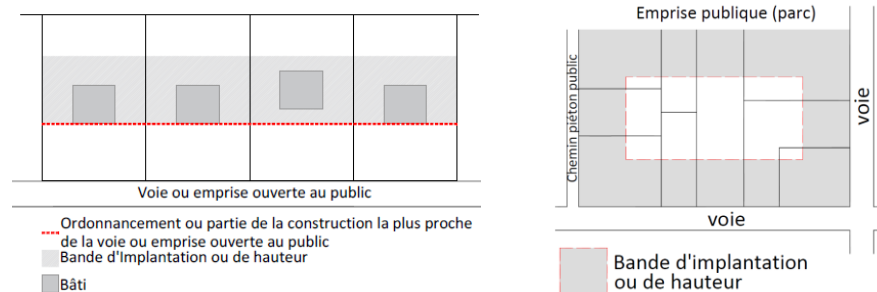 Voie ou emprise ouverte au public
Ordonnancement ou partie de la construction la plus proche
de la voie ou emprise ouverte au public
Bande d'Implantation ou de hauteur
Bâti
Emprise publique (parc)
Chemin piéton public
voie
voie
Bande d'implantation
ou de hauteur